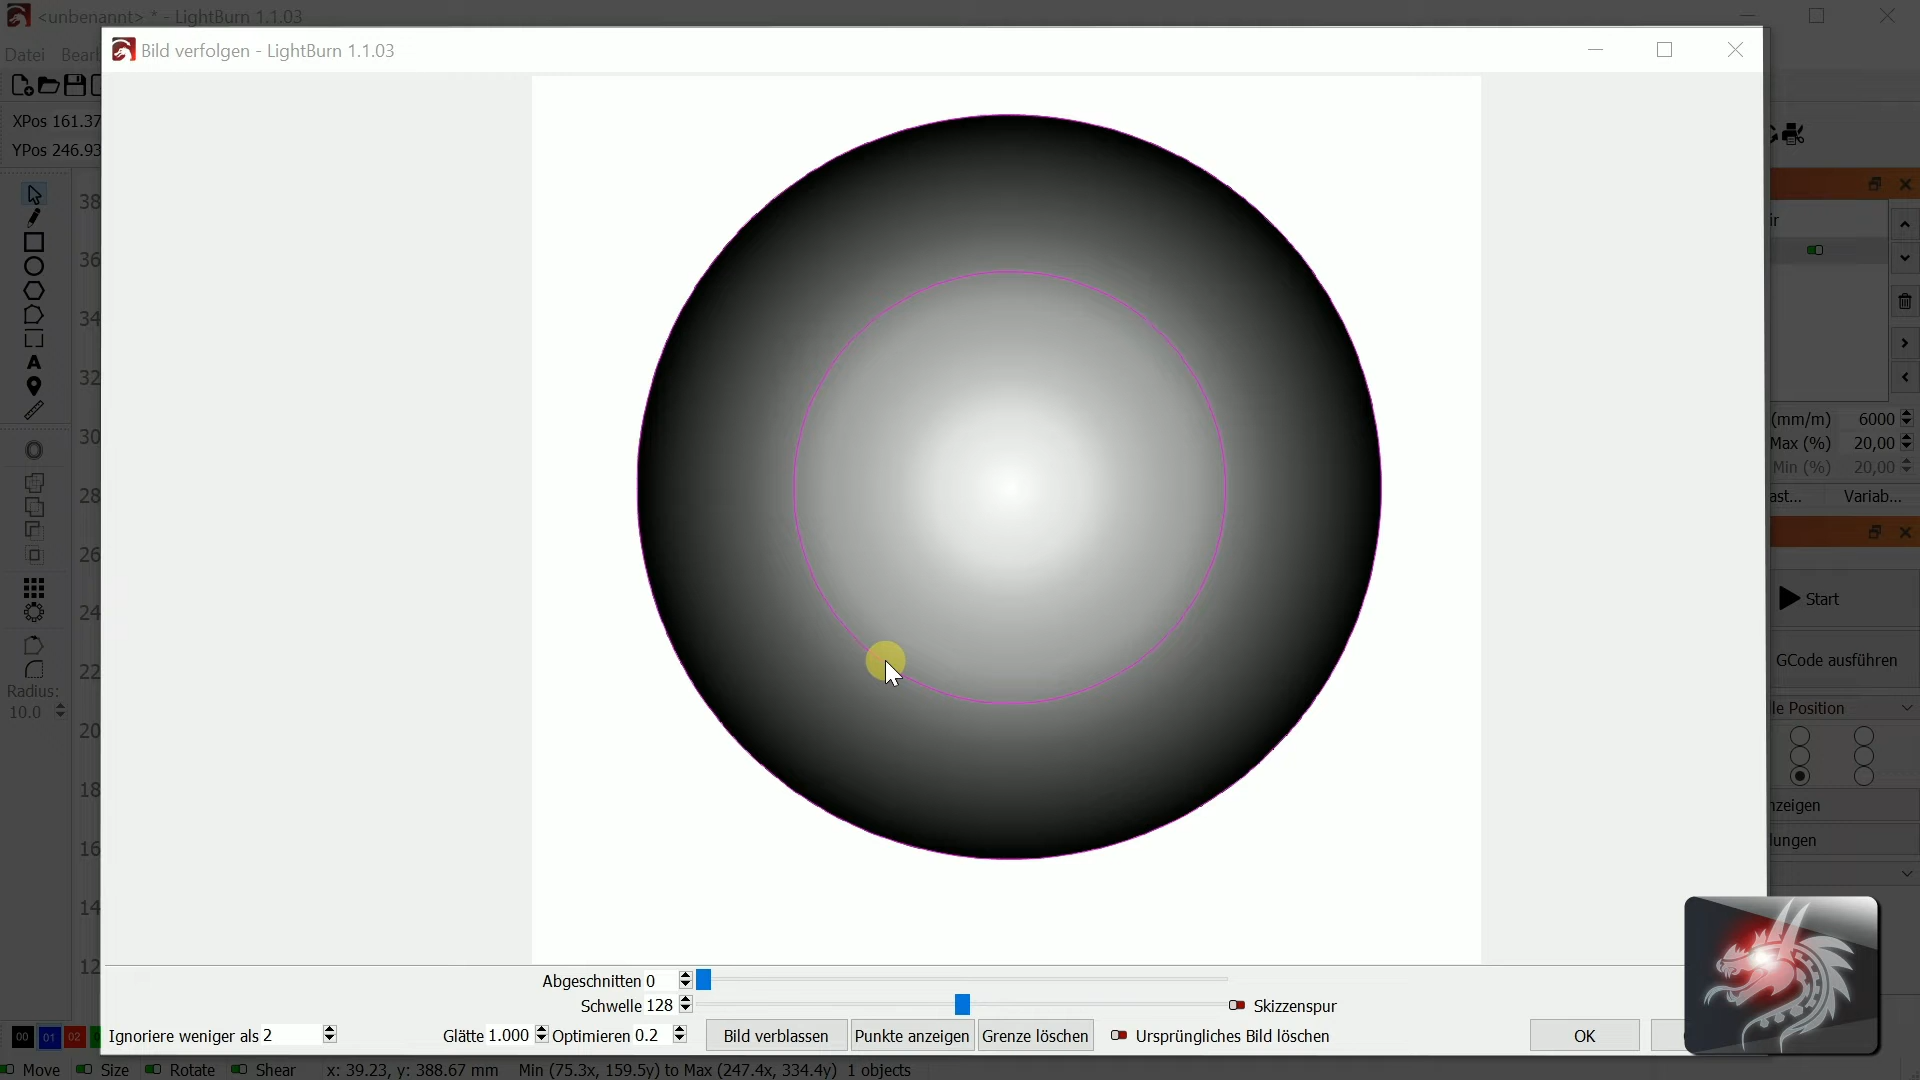 <unbenannt> * - LightBurn 1.1.03
Bild verfolgen - LightBurn 1.1.03
Datei
XPos 161.37
YPos 246.93
38
36
34
32
30
28
26
24
22
20
18
16
14
12
Radius:
10.0
(mm/m) 6000
Max (%) 20,00
Min (%) 20,00
Variab...
Start
GCode ausführen
Position
Abgeschnitten 0
Schwelle 128
Skizzenspur
Ignoriere weniger als 2
Glätte 1.000
Optimieren 0.2
Bild verblassen
Punkte anzeigen
Grenze löschen
Ursprüngliches Bild löschen
OK
00 01 02
Move Size Rotate Shear x: 39.23, y: 388.67 mm Min (75.3x, 159.5y) to Max (247.4x, 334.4y) 1 objects